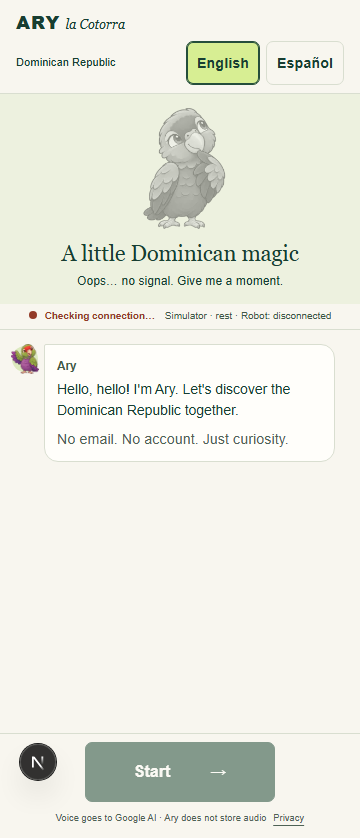 ARY la Cotorra
Dominican Republic
English
Español
A little Dominican magic
Oops… no signal. Give me a moment.
Checking connection… Simulator · rest · Robot: disconnected
Ary
Hello, hello! I'm Ary. Let's discover the
Dominican Republic together.
No email. No account. Just curiosity.
N
Start →
Voice goes to Google AI · Ary does not store audio Privacy